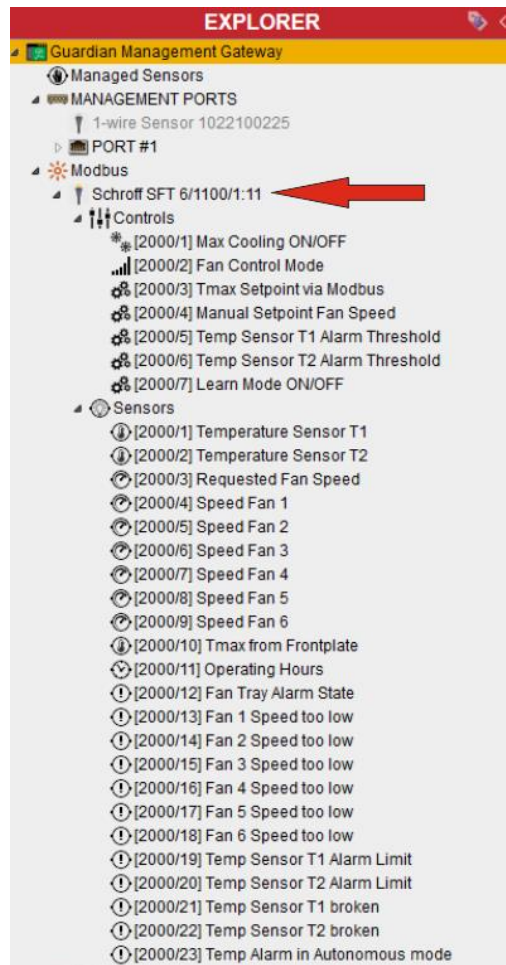 EXPLORER
Guardian Management Gateway
Managed Sensors
MANAGEMENT PORTS
1-wire Sensor 1022100225
PORT #1
Modbus
Schroff SFT 6/1100/1:11
Controls
[2000/1] Max Cooling ON/OFF
[2000/2] Fan Control Mode
[2000/3] Tmax Setpoint via Modbus
[2000/4] Manual Setpoint Fan Speed
[2000/5] Temp Sensor T1 Alarm Threshold
[2000/6] Temp Sensor T2 Alarm Threshold
[2000/7] Learn Mode ON/OFF
Sensors
[2000/1] Temperature Sensor T1
[2000/2] Temperature Sensor T2
[2000/3] Requested Fan Speed
[2000/4] Speed Fan 1
[2000/5] Speed Fan 2
[2000/6] Speed Fan 3
[2000/7] Speed Fan 4
[2000/8] Speed Fan 5
[2000/9] Speed Fan 6
[2000/10] Tmax from Frontplate
[2000/11] Operating Hours
[2000/12] Fan Tray Alarm State
[2000/13] Fan 1 Speed too low
[2000/14] Fan 2 Speed too low
[2000/15] Fan 3 Speed too low
[2000/16] Fan 4 Speed too low
[2000/17] Fan 5 Speed too low
[2000/18] Fan 6 Speed too low
[2000/19] Temp Sensor T1 Alarm Limit
[2000/20] Temp Sensor T2 Alarm Limit
[2000/21] Temp Sensor T1 broken
[2000/22] Temp Sensor T2 broken
[2000/23] Temp Alarm in Autonomous mode